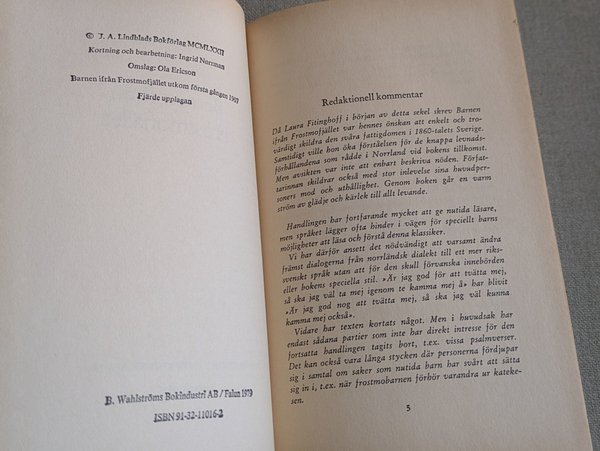 © J. A. Lindblads Bokförlag MCMLXXII
Kortning och bearbetning: Ingrid Norrman
Omslag: Ola Ericson
Barnen ifrån Frostmofjället utkom första gången 1907
Fjärde upplagan
B. Wahlströms Bokindustri AB / Falun 1979
ISBN 91-32-11016-2
Redaktionell kommentar
Då Laura Fitinghoff i början av detta sekel skrev Barnen
ifrån Frostmofjället var hennes önskan att enkelt och tro-
värdigt skildra den svåra fattigdomen i 1860-talets Sverige.
Samtidigt ville hon öka förståelsen för de knappa levnads-
förhållandena som rådde i Norrland vid bokens tillkomst.
Men avsikten var inte att enbart beskriva nöden. Förfat-
tarinnan skildrar också med stor inlevelse sina huvudper-
soners mod och uthållighet. Genom boken går en varm
ström av glädje och kärlek till allt levande.
Handlingen har fortfarande mycket att ge nutida läsare,
men språket lägger ofta hinder i vägen för speciellt barns
möjligheter att läsa och förstå denna klassiker.
Vi har därför ansett det nödvändigt att varsamt ändra
främst dialogerna från norrländsk dialekt till ett mer riks-
svenskt språk utan att för den skull förvanska innebörden
eller bokens speciella stil. »Är jag god för å tvätta mej,
så ska jag väl ta mej igenom te kamma mej å» har blivit
»Är jag god nog att tvätta mej, så ska jag väl kunna
kamma mej också».
Vidare har texten kortats något. Men i huvudsak har
endast sådana partier som inte har direkt intresse för den
fortsatta handlingen tagits bort, t.ex. vissa psalmverser.
Det kan också vara långa stycken där personerna fördjupar
sig i samtal om saker som nutida barn har svårt att sätta
sig in i, t.ex. när frostmobarnen förhör varandra ur kateke-
sen.
5